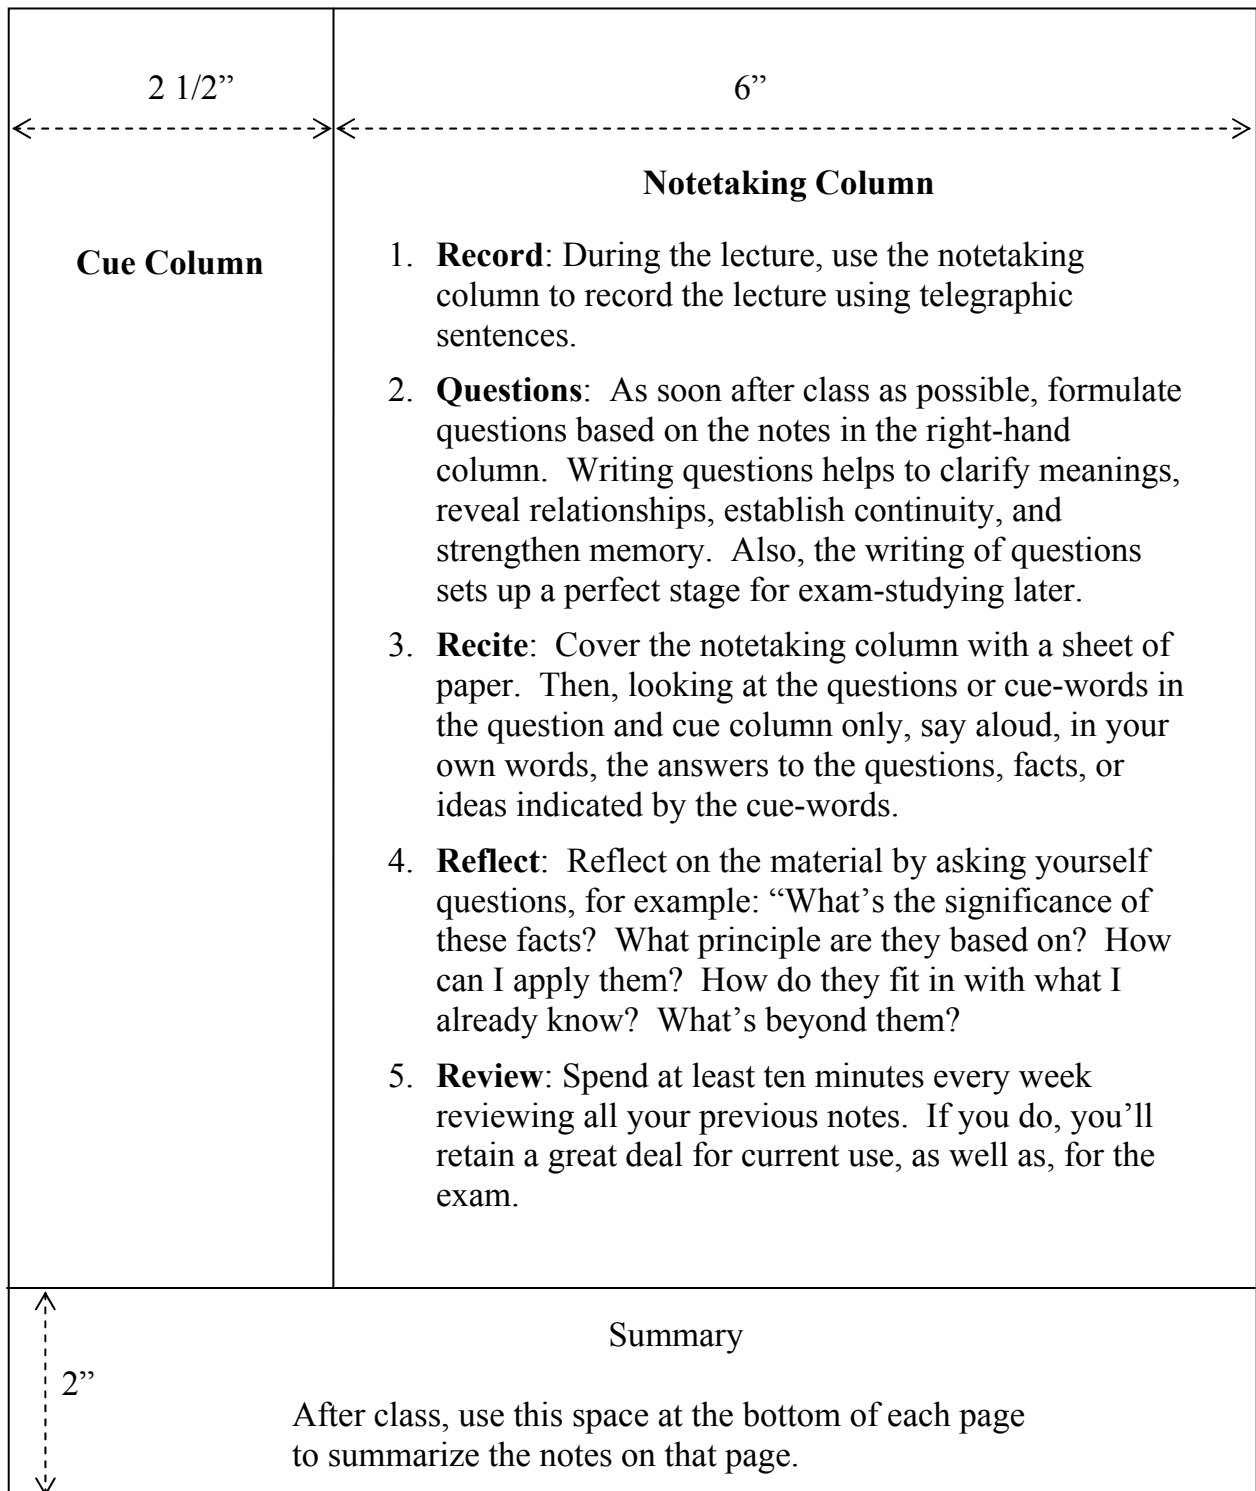 2 1/2” 6”
Notetaking Column
Cue Column
1. Record: During the lecture, use the notetaking
column to record the lecture using telegraphic
sentences.
2. Questions: As soon after class as possible, formulate
questions based on the notes in the right-hand
column. Writing questions helps to clarify meanings,
reveal relationships, establish continuity, and
strengthen memory. Also, the writing of questions
sets up a perfect stage for exam-studying later.
3. Recite: Cover the notetaking column with a sheet of
paper. Then, looking at the questions or cue-words in
the question and cue column only, say aloud, in your
own words, the answers to the questions, facts, or
ideas indicated by the cue-words.
4. Reflect: Reflect on the material by asking yourself
questions, for example: “What’s the significance of
these facts? What principle are they based on? How
can I apply them? How do they fit in with what I
already know? What’s beyond them?
5. Review: Spend at least ten minutes every week
reviewing all your previous notes. If you do, you’ll
retain a great deal for current use, as well as, for the
exam.
Summary
2”
After class, use this space at the bottom of each page
to summarize the notes on that page.